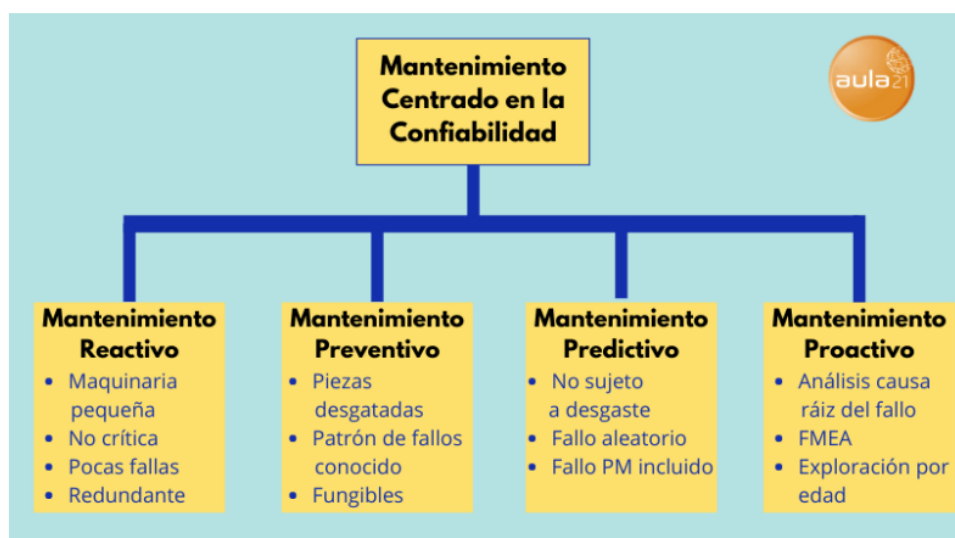 Mantenimiento
Centrado en la
Confiabilidad
aula21
Mantenimiento
Reactivo
• Maquinaria
pequeña
• No crítica
• Pocas fallas
• Redundante
Mantenimiento
Preventivo
• Piezas
desgatadas
• Patrón de fallos
conocido
• Fungibles
Mantenimiento
Predictivo
• No sujeto
a desgaste
• Fallo aleatorio
• Fallo PM incluido
Mantenimiento
Proactivo
• Análisis causa
ráiz del fallo
• FMEA
• Exploración por
edad